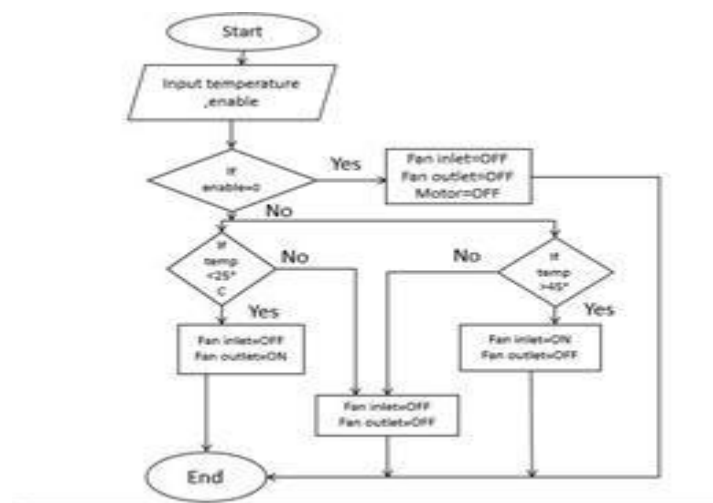 Start
Input temperature
,enable
If
enable=0
Yes
Fan inlet=OFF
Fan outlet=OFF
Motor=OFF
No
If
temp
<25°
C
No
No
If
temp
>45°
Yes
Yes
Fan inlet=OFF
Fan outlet=ON
Fan inlet=ON
Fan outlet=OFF
Fan inlet=OFF
Fan outlet=OFF
End